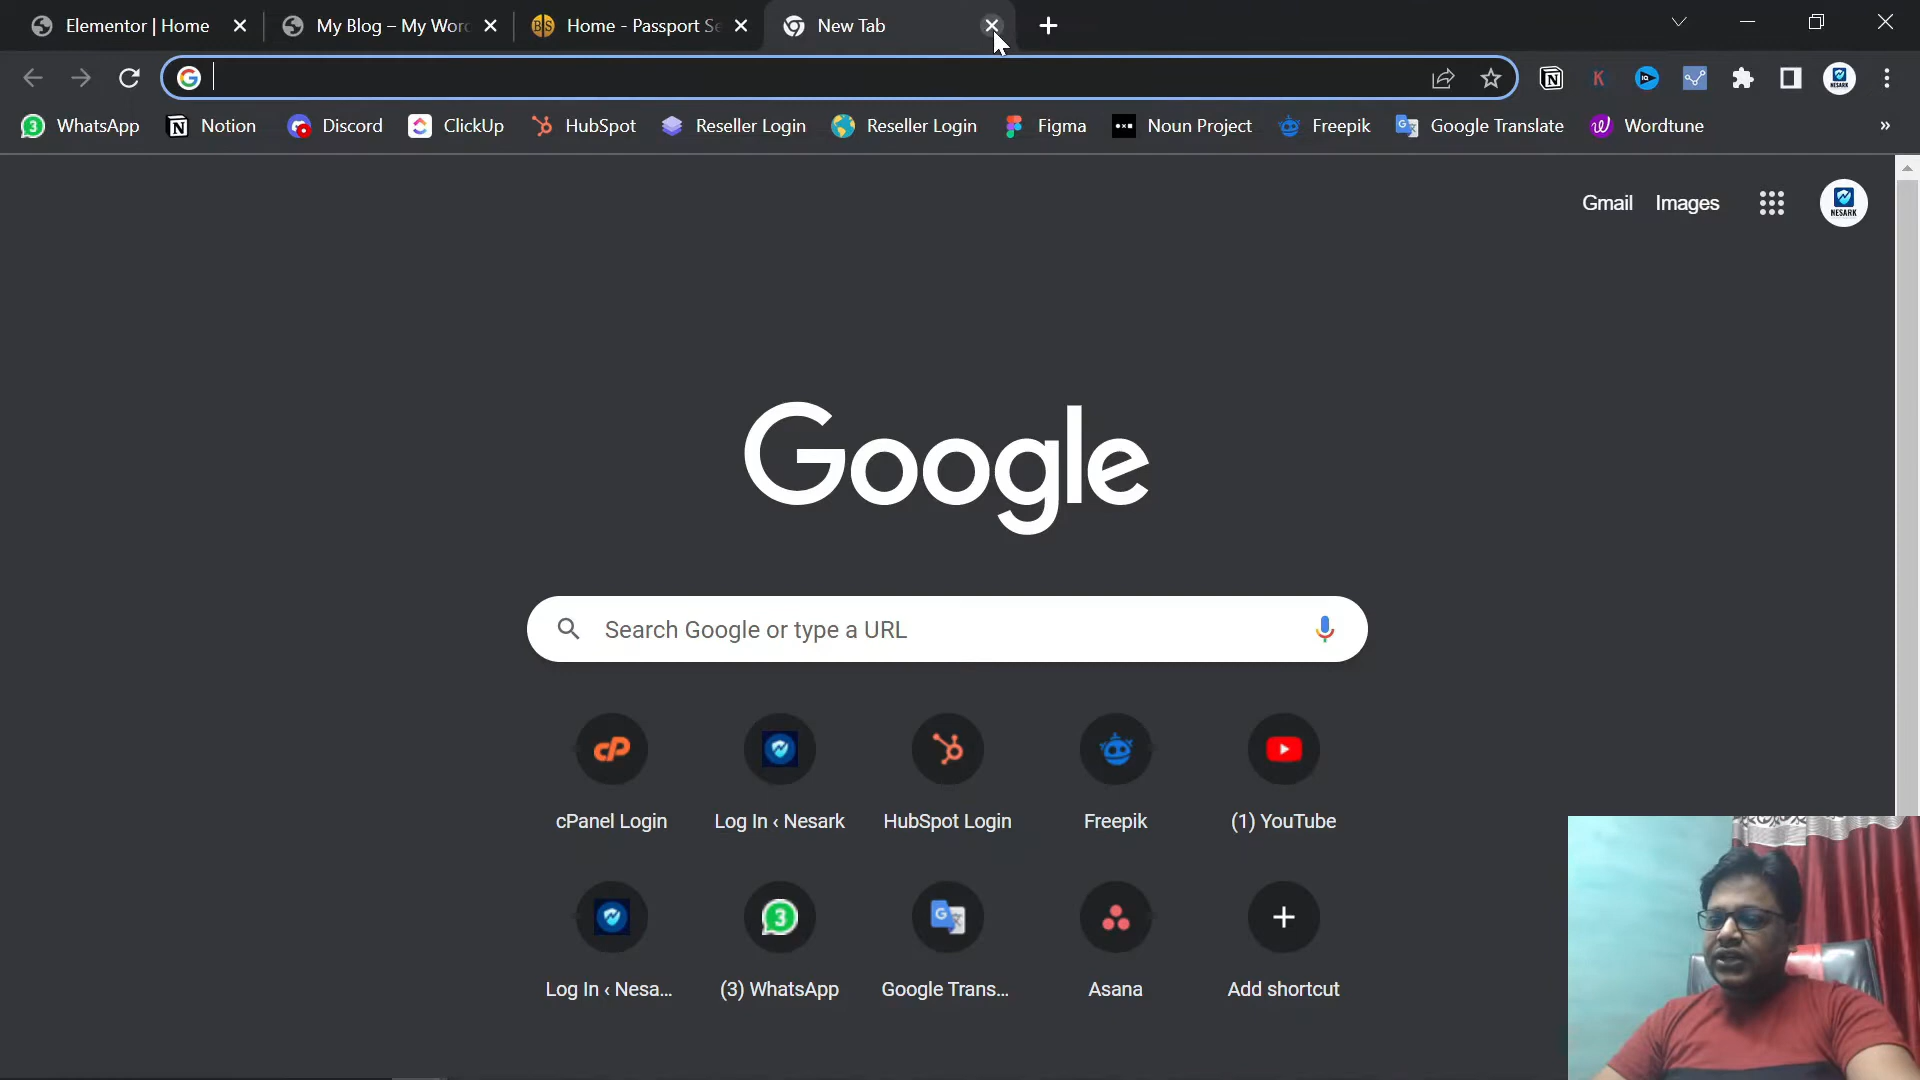 Elementor | Home
My Blog – My Worc
Home - Passport Se
New Tab
WhatsApp
Notion
Discord
ClickUp
HubSpot
Reseller Login
Reseller Login
Figma
Noun Project
Freepik
Google Translate
Wordtune
»
Gmail
Images
NESARK
Google
Search Google or type a URL
cPanel Login
Log In ‹ Nesark
HubSpot Login
Freepik
(1) YouTube
Log In ‹ Nesa...
(3) WhatsApp
Google Trans...
Asana
Add shortcut